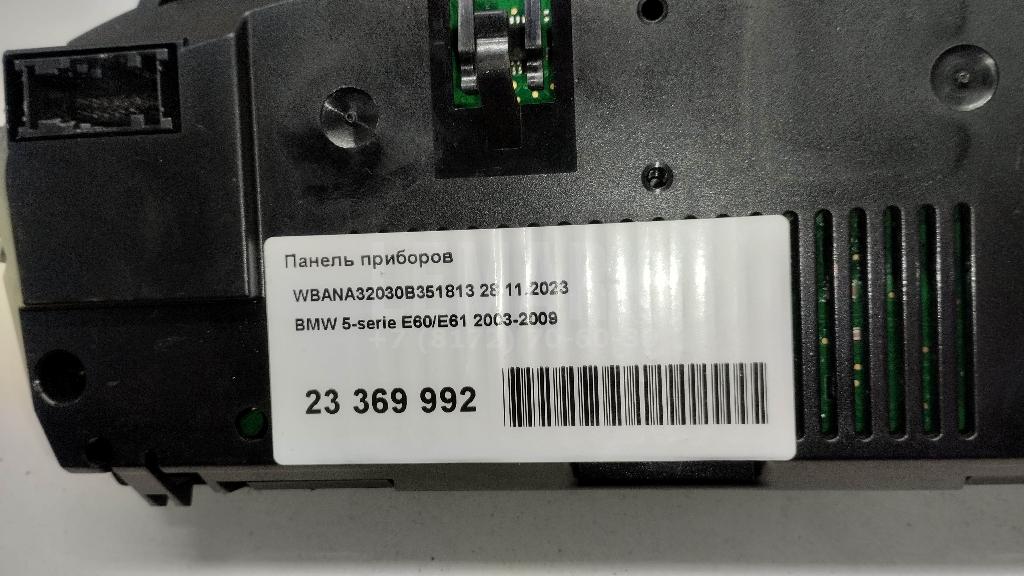 Панель приборов
WBANA32030B351813 28.11.2023
BMW 5-serie E60/E61 2003-2009
23 369 992